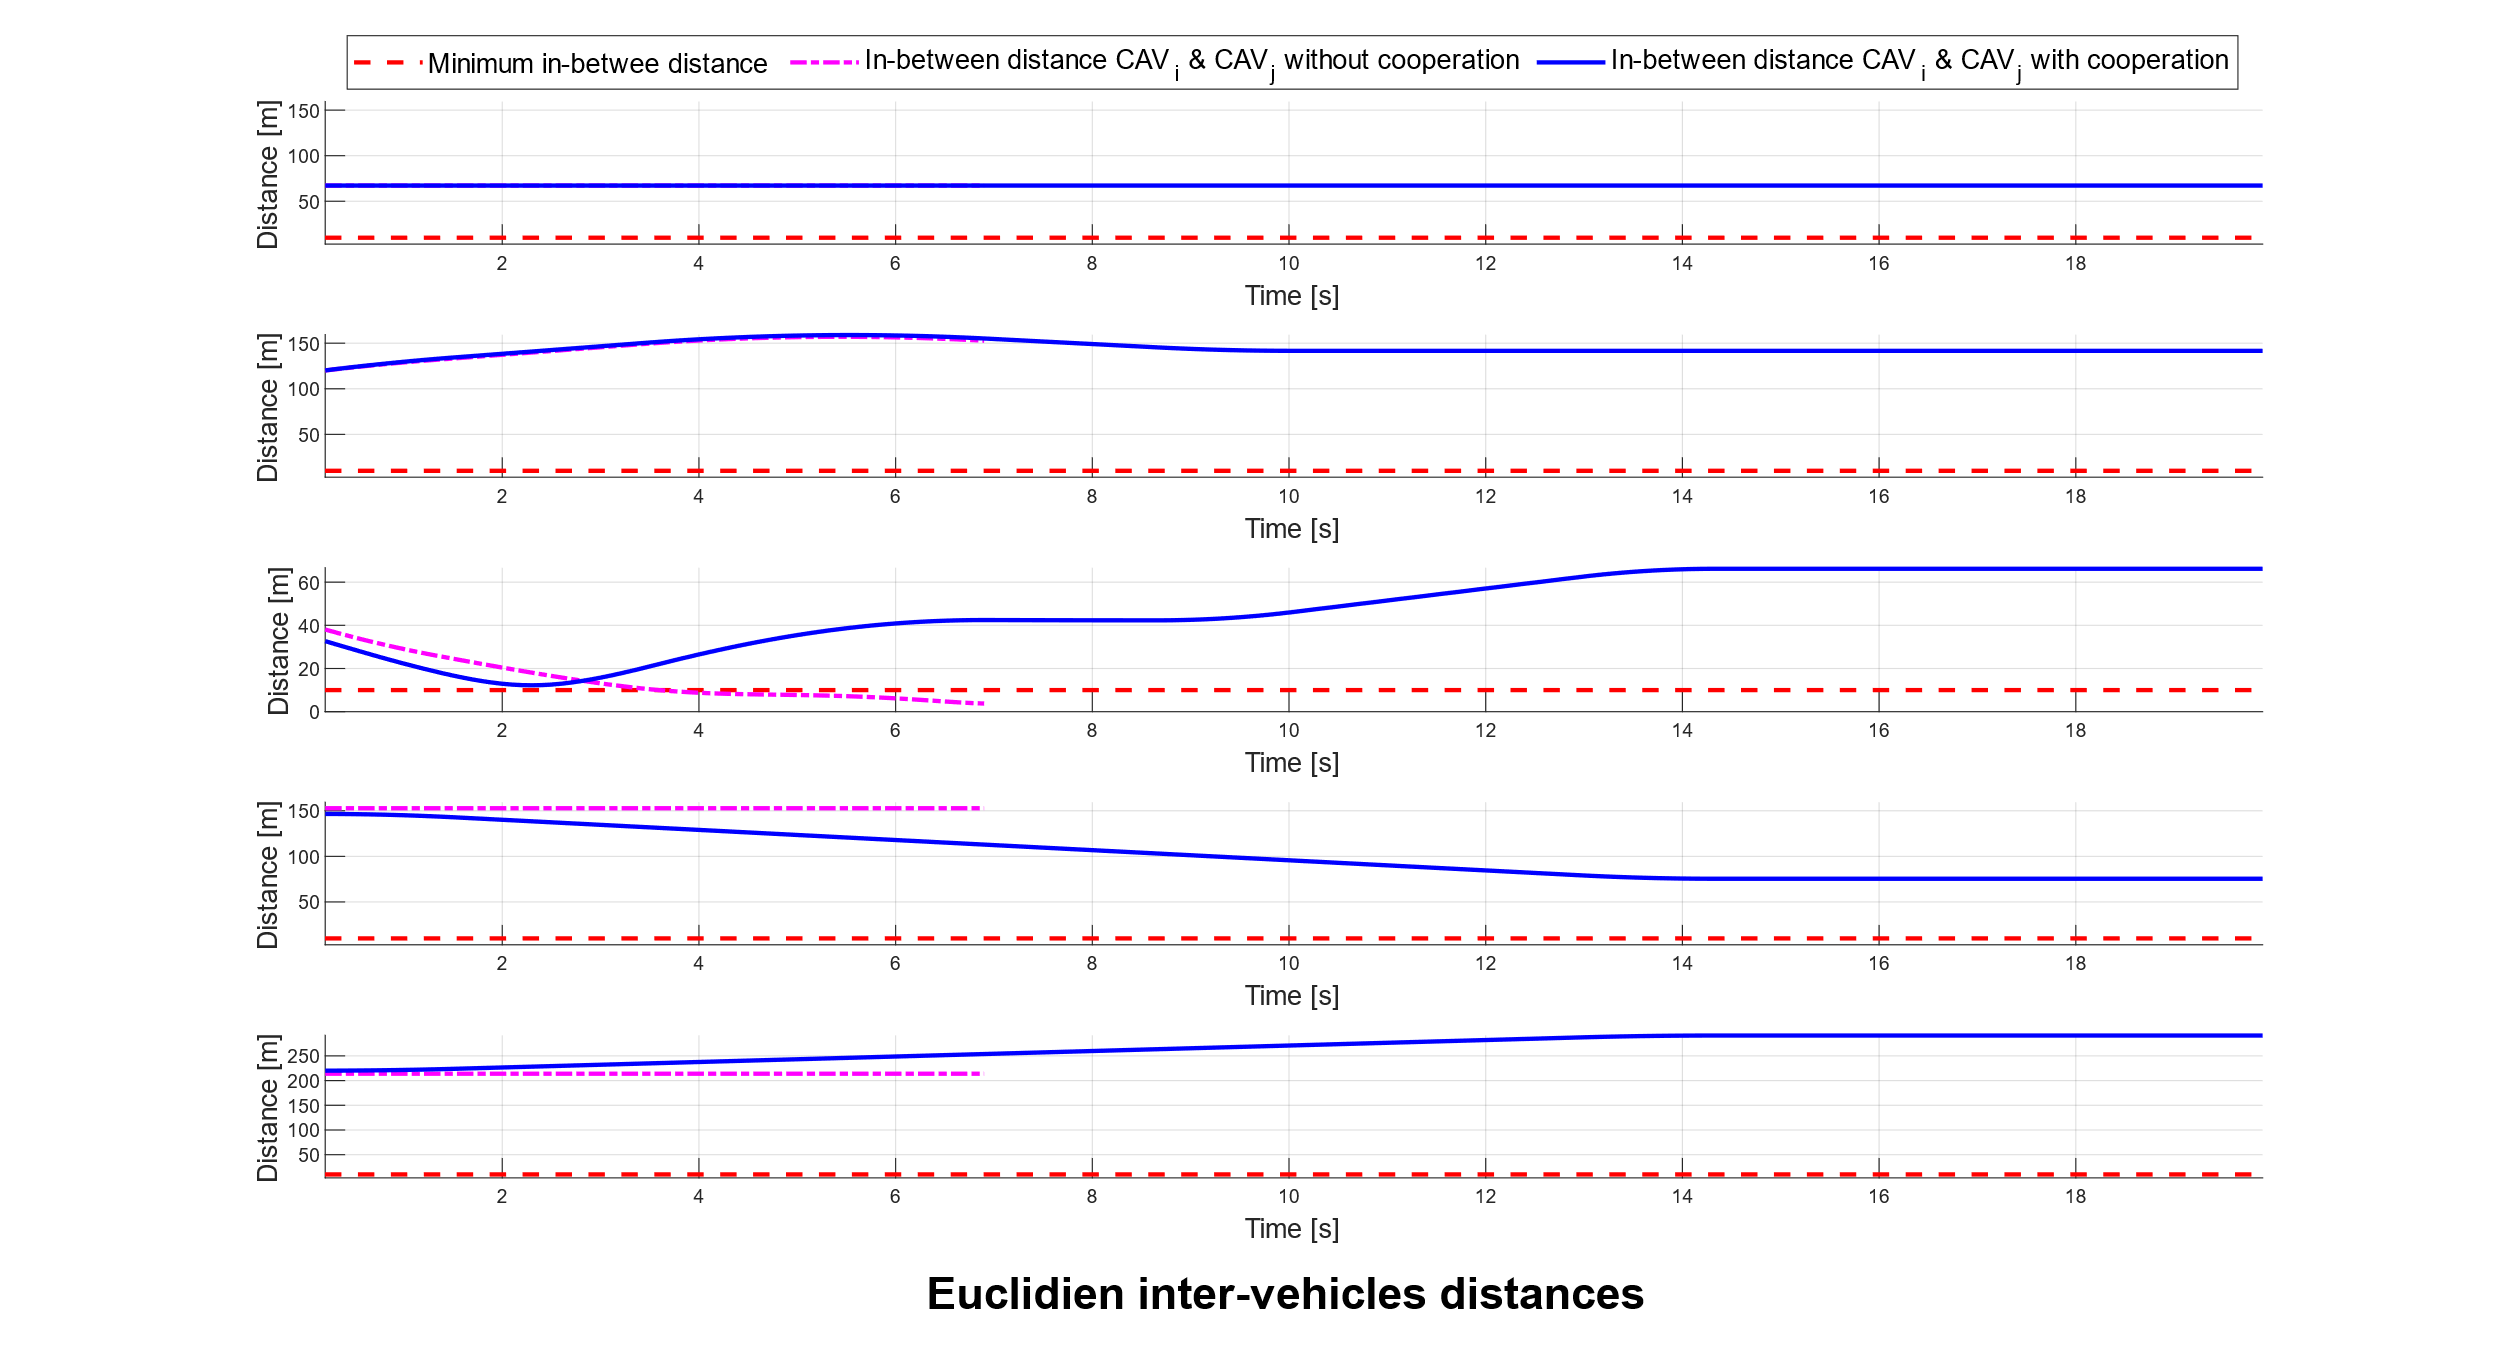 Minimum in-betwee distance In-between distance CAV i & CAV j without cooperation In-between distance CAV i & CAV j with cooperation
Distance [m]
150
100
50
2 4 6 8 10 12 14 16 18
Time [s]
Distance [m]
150
100
50
2 4 6 8 10 12 14 16 18
Time [s]
Distance [m]
60
40
20
0
2 4 6 8 10 12 14 16 18
Time [s]
Distance [m]
150
100
50
2 4 6 8 10 12 14 16 18
Time [s]
Distance [m]
250
200
150
100
50
2 4 6 8 10 12 14 16 18
Time [s]
Euclidien inter-vehicles distances